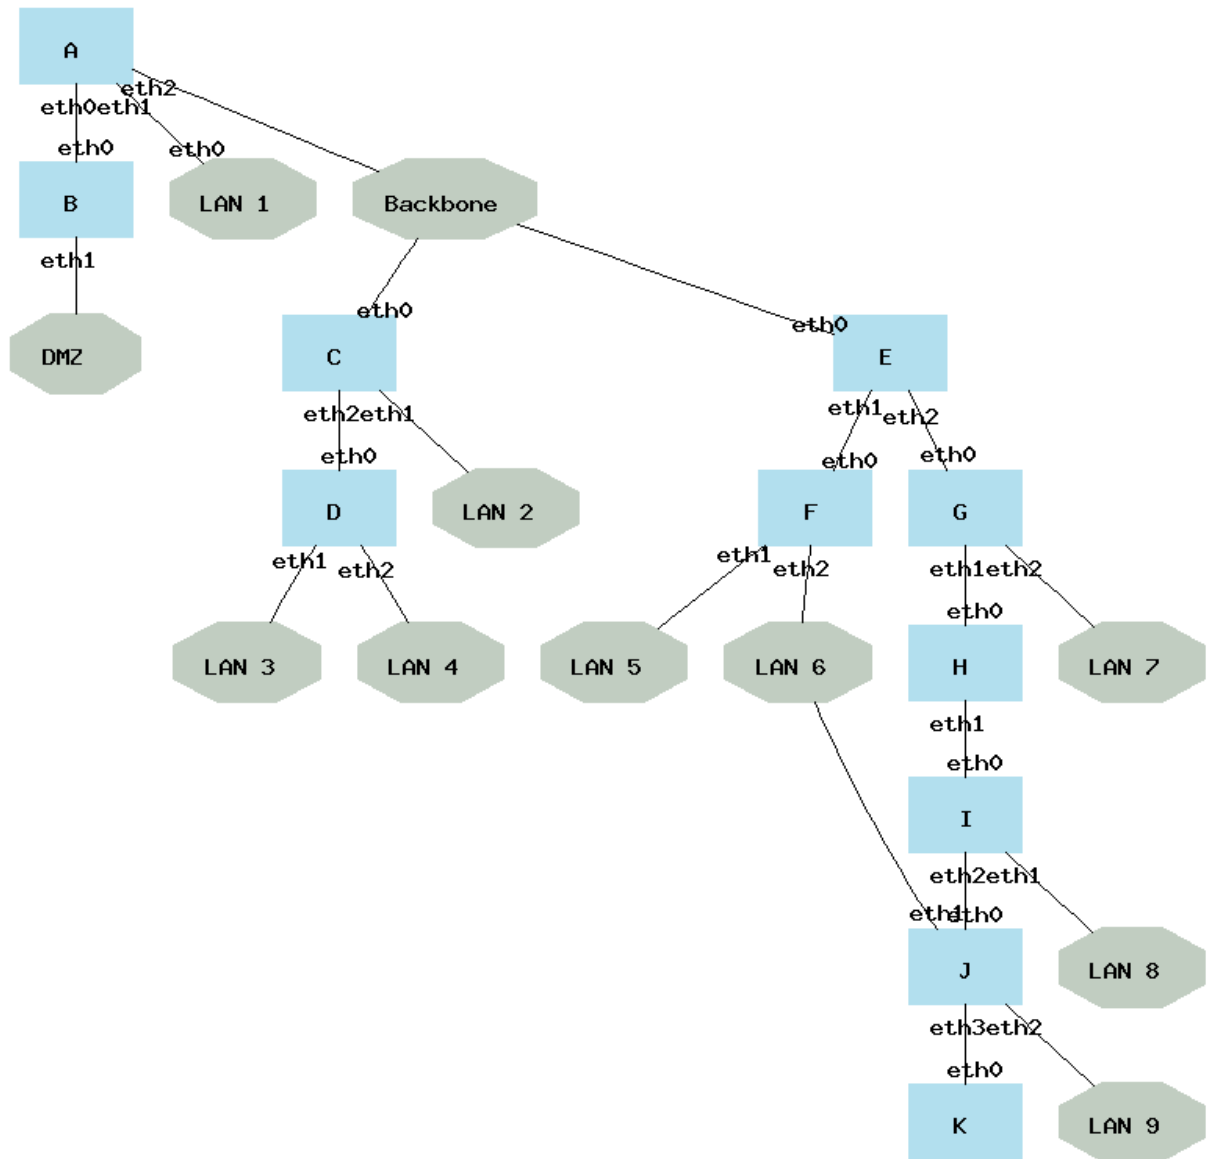 A
eth2
eth0eth1
eth0
eth0
B
LAN 1
Backbone
eth1
eth0
eth0
DMZ
C
E
eth2eth1
eth1
eth2
eth0
eth0
eth0
D
LAN 2
F
G
eth1
eth2
eth1
eth2
eth1eth2
eth0
LAN 3
LAN 4
LAN 5
LAN 6
H
LAN 7
eth1
eth0
I
eth2eth1
eth1
eth0
J
LAN 8
eth3eth2
eth0
K
LAN 9